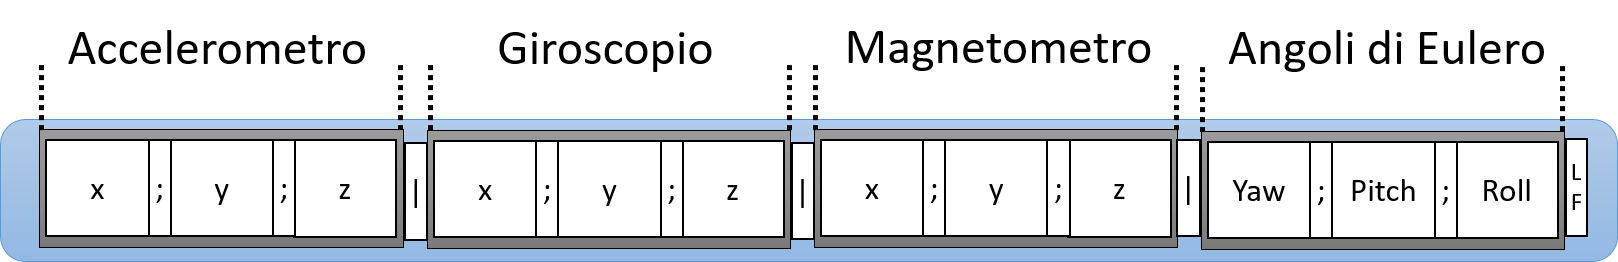 Accelerometro Giroscopio Magnetometro Angoli di Eulero
x ; y ; z | x ; y ; z | x ; y ; z | Yaw ; Pitch ; Roll LF